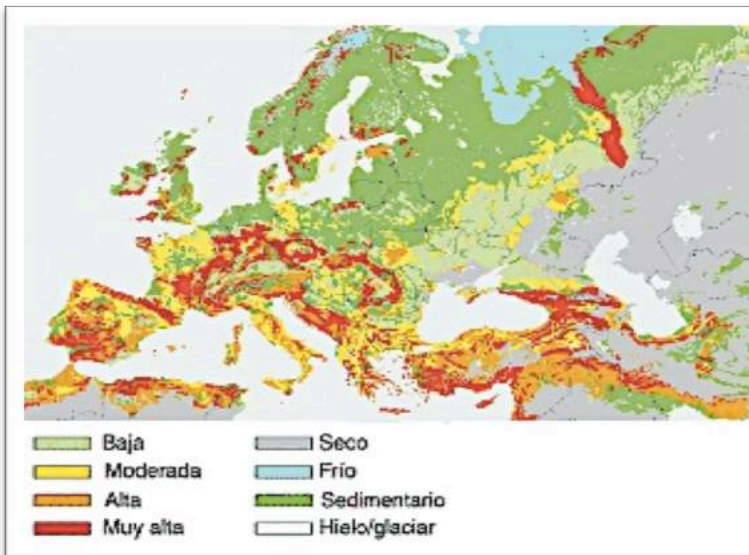 Baja
Moderada
Alta
Muy alta
Seco
Frío
Sedimentario
Hielo/glaciar